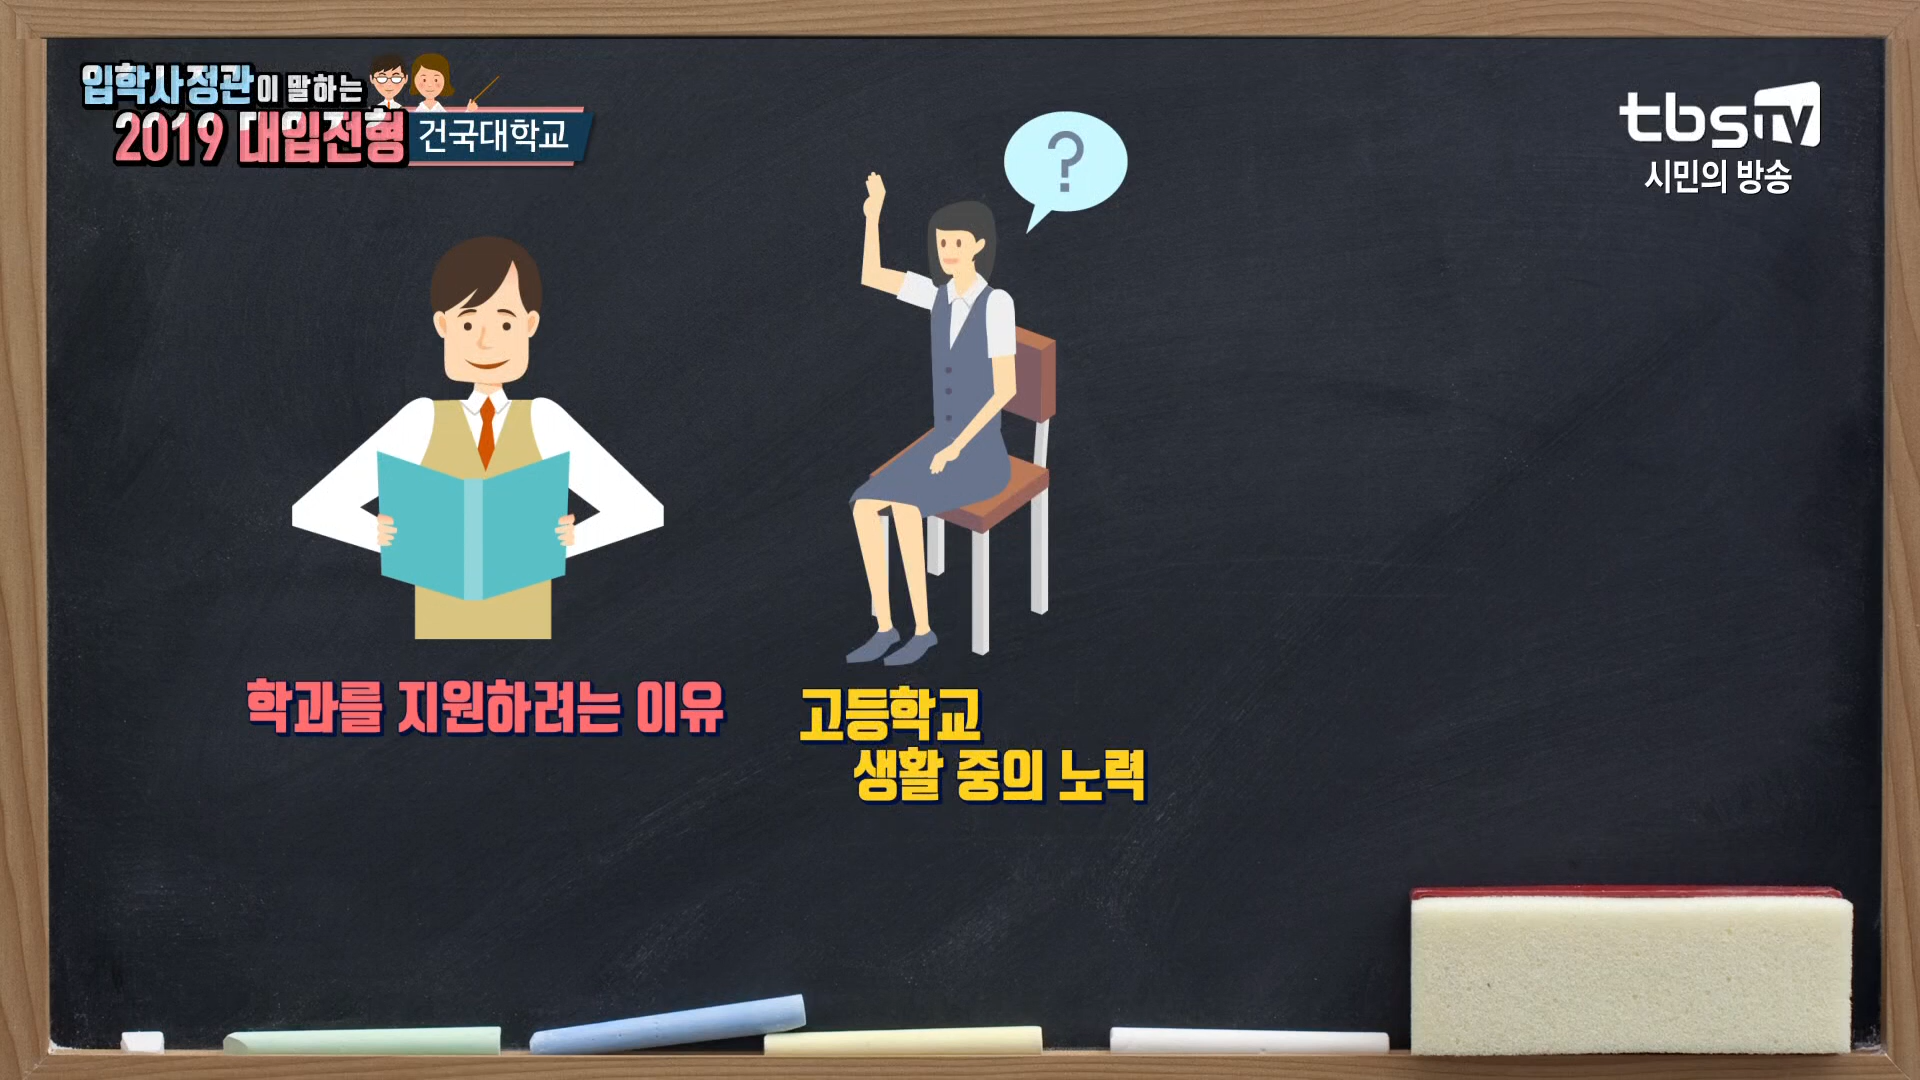 입학사정관이 말하는
2019 대입전형 건국대학교
tbs TV
시민의 방송
?
학과를 지원하려는 이유
고등학교
생활 중의 노력